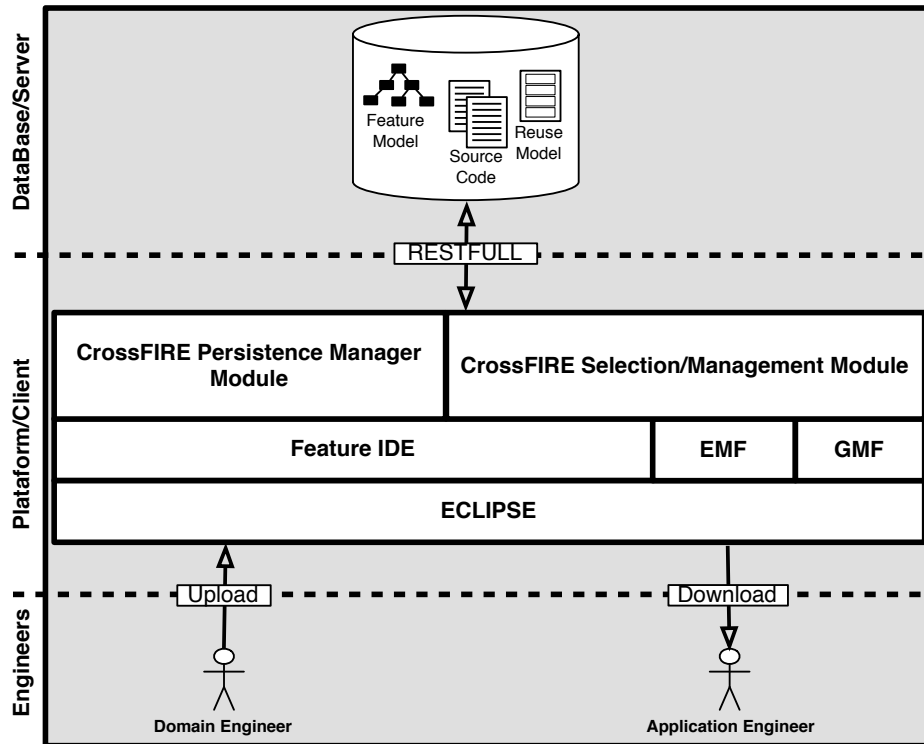 DataBase/Server
Feature
Model
Source
Code
Reuse
Model
RESTFULL
Plataform/Client
CrossFIRE Persistence Manager
Module
CrossFIRE Selection/Management Module
Feature IDE
EMF
GMF
ECLIPSE
Upload
Download
Engineers
Domain Engineer
Application Engineer